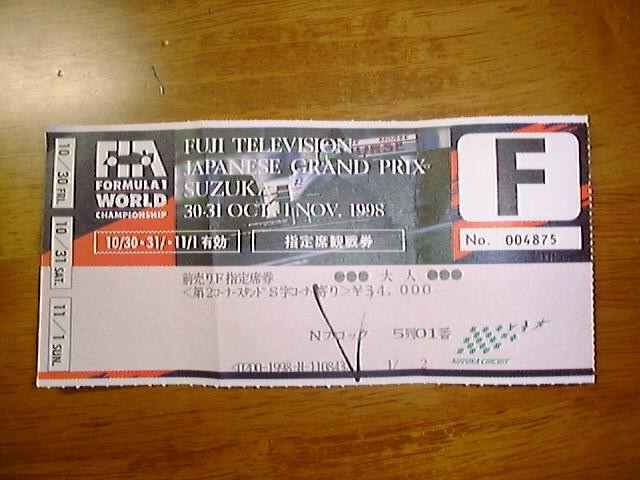 10/30 FRI.
10/31 SAT.
11/1 SUN.
FIA
FORMULA 1
WORLD
CHAMPIONSHIP
FUJI TELEVISION
JAPANESE GRAND PRIX
SUZUKA
30-31 OCT. 1 NOV. 1998
10/30・31/・11/1有効
指定席観戦券
F
No. 004875
前売りF指定席券 ●●● 大 人 ●●●
<第2コーナースタンド S字コーナー寄り>¥34,000
Nブロック 5列01番
1/ 2